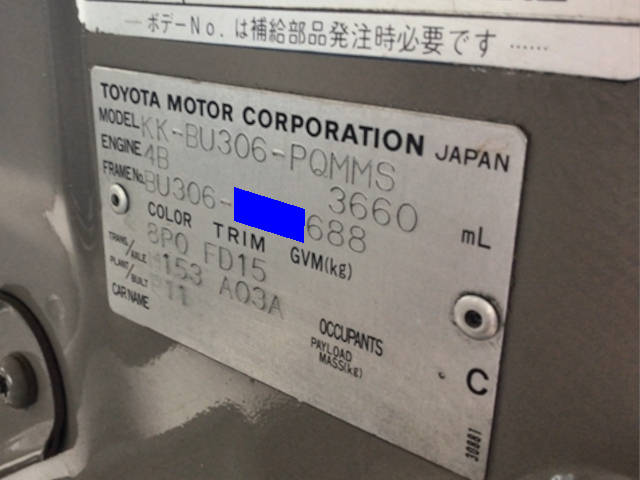 ボデーNo.は補給部品発注時必要です ……
TOYOTA MOTOR CORPORATION JAPAN
MODEL KK-BU306-PQMMS
ENGINE 4B 3660 mL
FRAME No. BU306- 688
COLOR TRIM GVM(kg)
8PQ FD15
TRANS/AXLE 153 A03A
PLANT/BUILT 11
CAR NAME
OCCUPANTS
PAYLOAD
MASS(kg)
C
30881